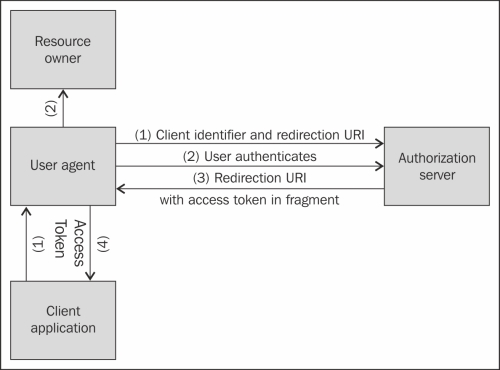 Resource
owner
(2)
(1) Client identifier and redirection URI
User agent
(2) User authenticates
Authorization
server
(3) Redirection URI
with access token in fragment
(1)
Access
Token
(4)
Client
application